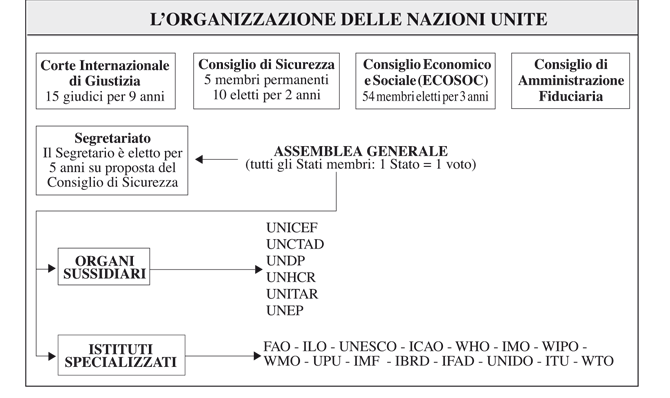 L'ORGANIZZAZIONE DELLE NAZIONI UNITE
Corte Internazionale
di Giustizia
15 giudici per 9 anni
Consiglio di Sicurezza
5 membri permanenti
10 eletti per 2 anni
Consiglio Economico
e Sociale (ECOSOC)
54 membri eletti per 3 anni
Consiglio di
Amministrazione
Fiduciaria
Segretariato
Il Segretario è eletto per
5 anni su proposta del
Consiglio di Sicurezza
ASSEMBLEA GENERALE
(tutti gli Stati membri: 1 Stato = 1 voto)
ORGANI
SUSSIDIARI
UNICEF
UNCTAD
UNDP
UNHCR
UNITAR
UNEP
ISTITUTI
SPECIALIZZATI
FAO - ILO - UNESCO - ICAO - WHO - IMO - WIPO -
WMO - UPU - IMF - IBRD - IFAD - UNIDO - ITU - WTO